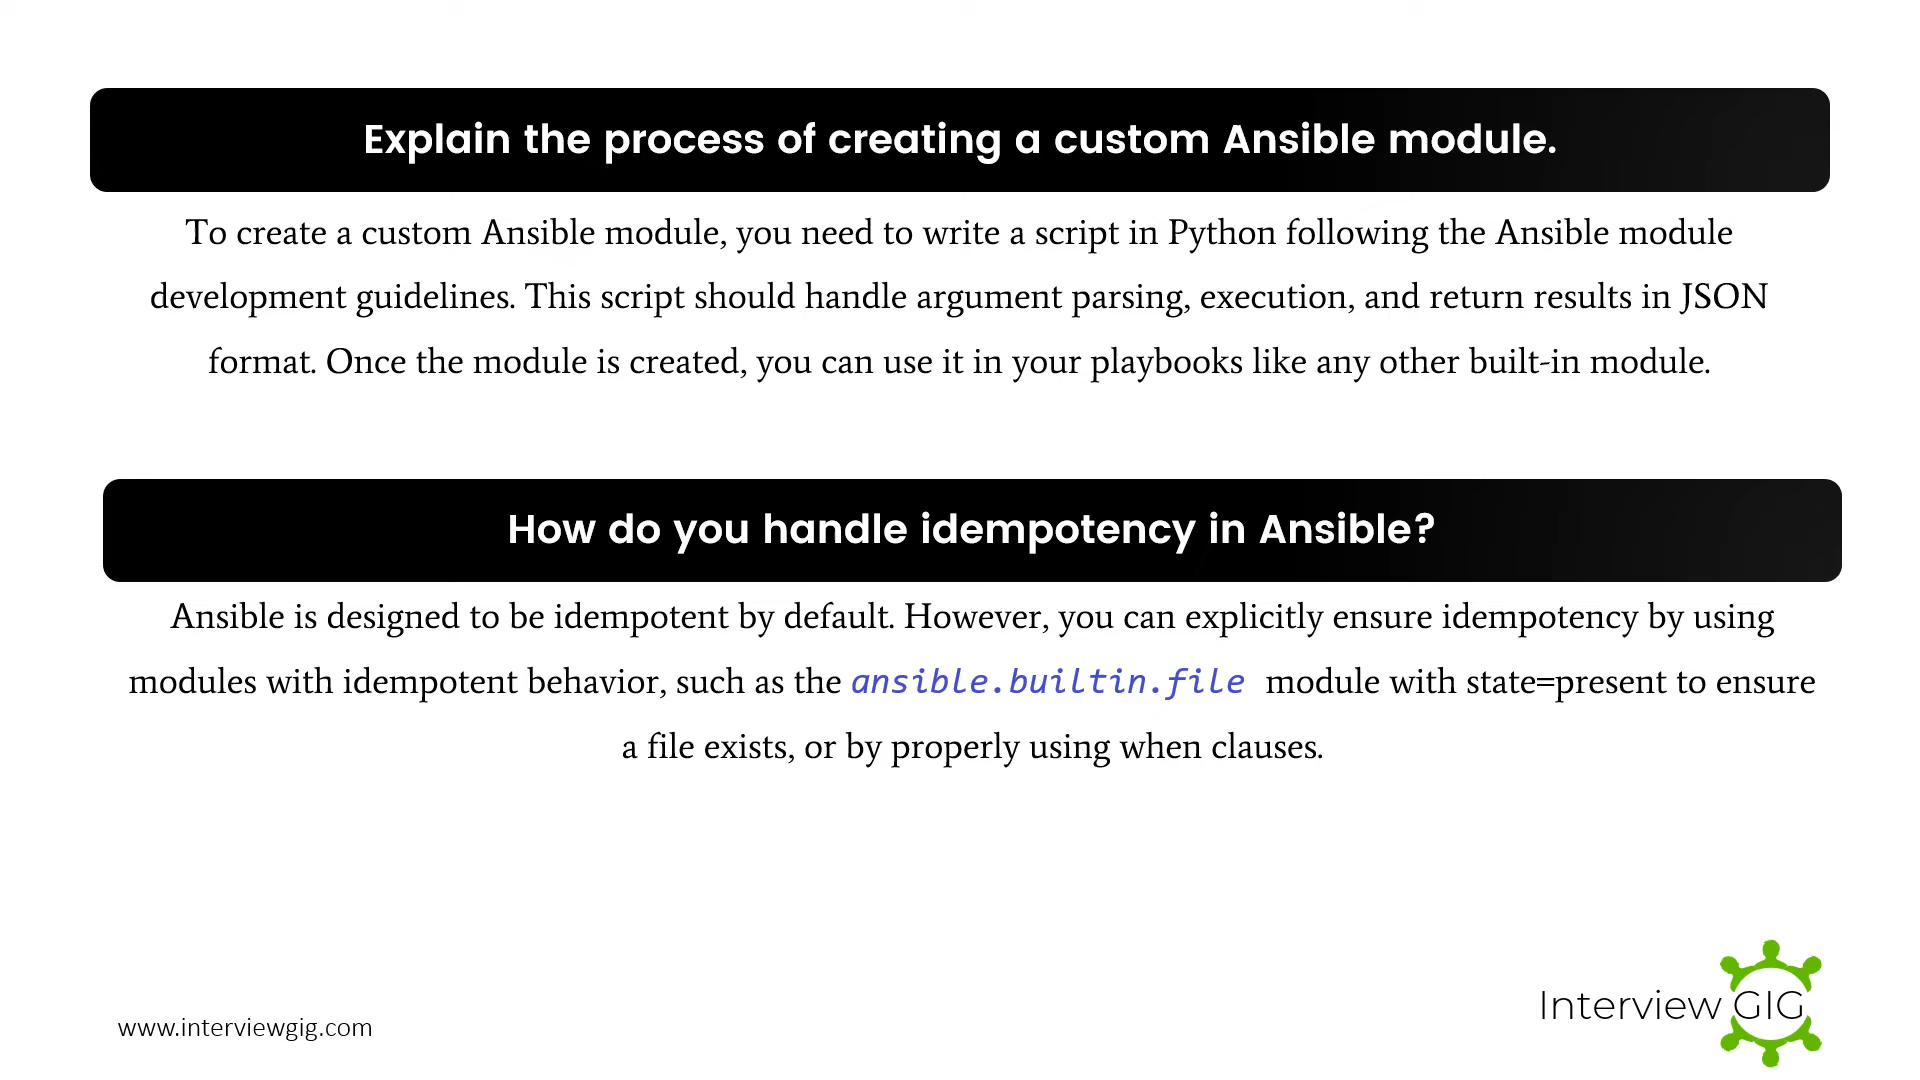 Explain the process of creating a custom Ansible module.
To create a custom Ansible module, you need to write a script in Python following the Ansible module
development guidelines. This script should handle argument parsing, execution, and return results in JSON
format. Once the module is created, you can use it in your playbooks like any other built-in module.
How do you handle idempotency in Ansible?
Ansible is designed to be idempotent by default. However, you can explicitly ensure idempotency by using
modules with idempotent behavior, such as the ansible.builtin.file module with state=present to ensure
a file exists, or by properly using when clauses.
www.interviewgig.com
Interview GIG